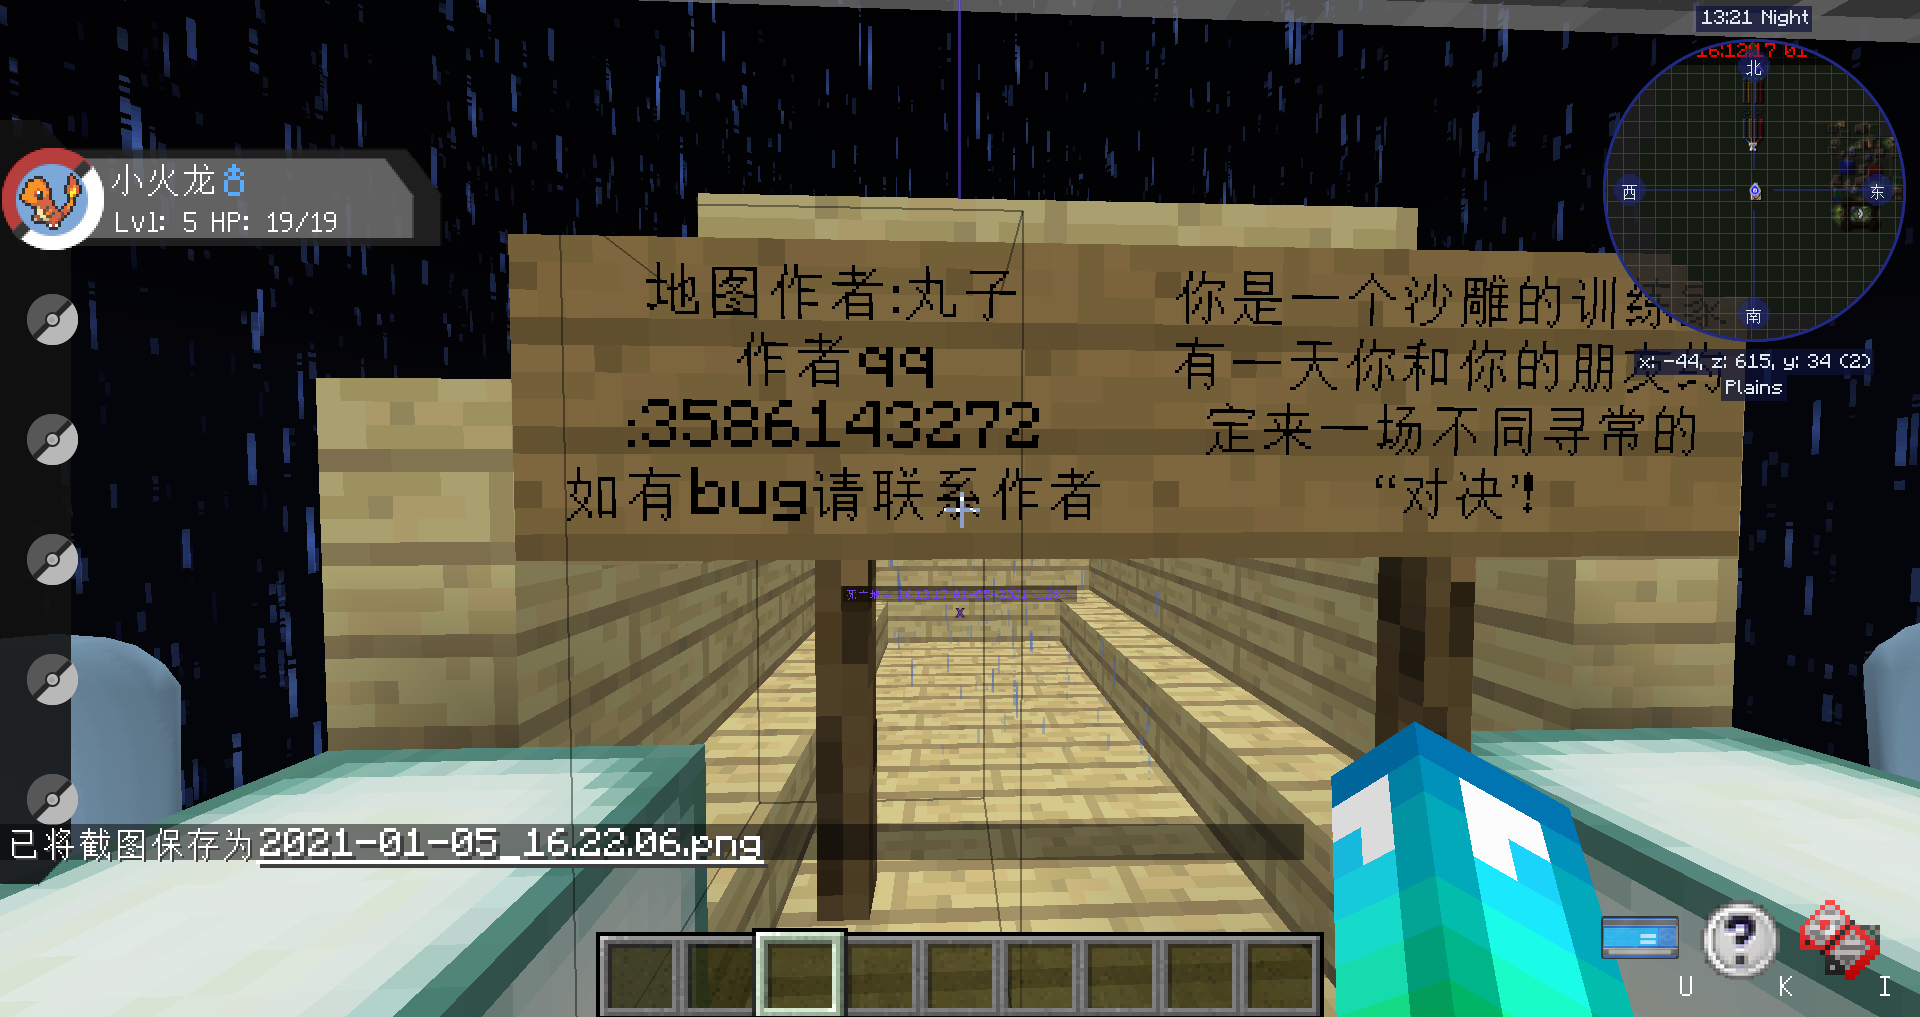 13:21 Night
16:12:17 01
北
西
东
南
x: -44, z: 615, y: 34 (2)
Plains
小火龙
Lvl: 5 HP: 19/19
地图作者:丸子
作者qq
:3586143272
如有bug请联系作者
你是一个沙雕的训练家
有一天你和你的朋友约
定来一场不同寻常的
“对决”!
x
已将截图保存为2021-01-05_16.22.06.png
U
K
I